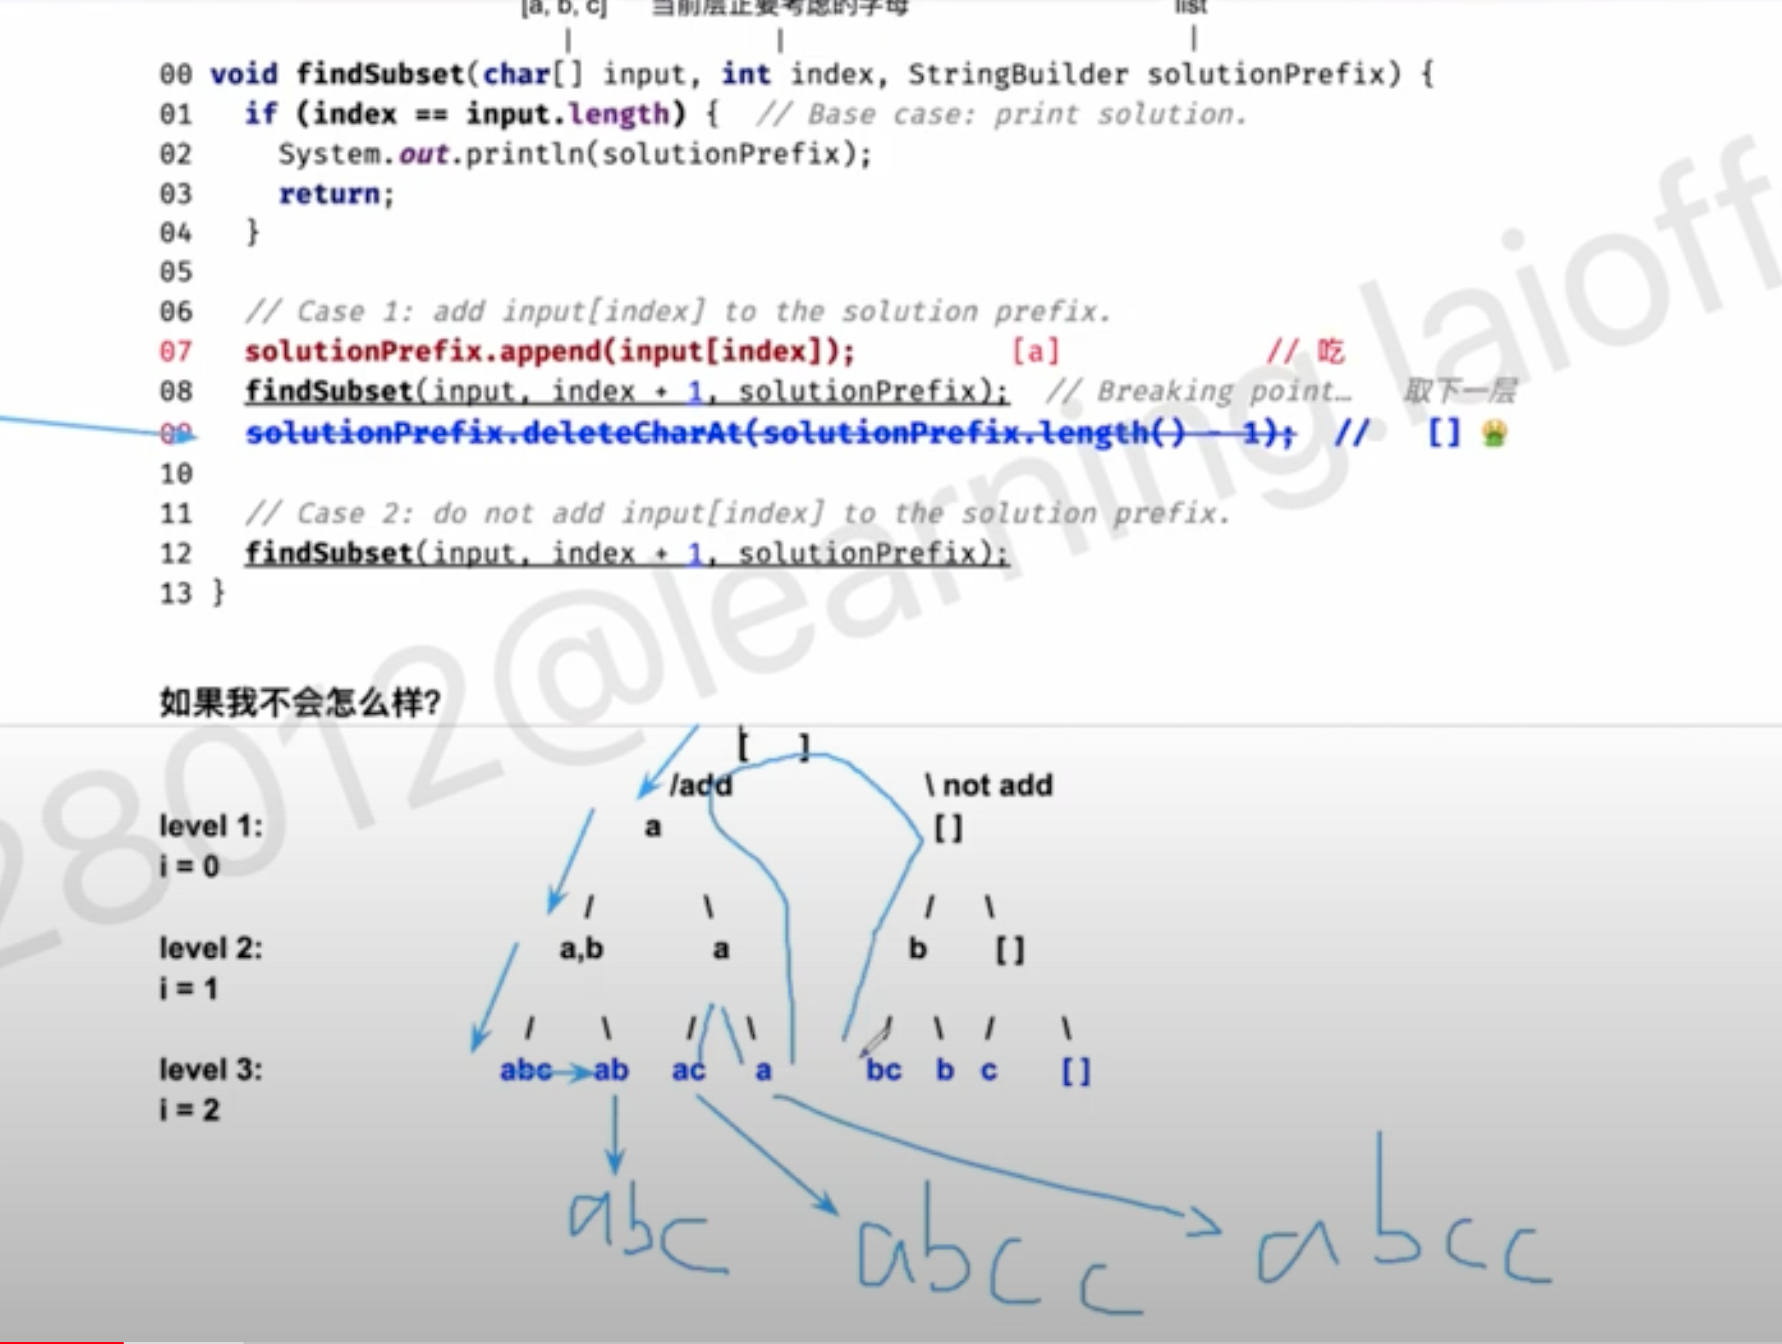 [a, b, c] 当前层正要考虑的字母 list
00 void findSubset(char[] input, int index, StringBuilder solutionPrefix) {
01 if (index == input.length) { // Base case: print solution.
02 System.out.println(solutionPrefix);
03 return;
04 }
05
06 // Case 1: add input[index] to the solution prefix.
07 solutionPrefix.append(input[index]); [a] // 吃
08 findSubset(input, index + 1, solutionPrefix); // Breaking point… 取下一层
09 solutionPrefix.deleteCharAt(solutionPrefix.length() - 1); // []
10
11 // Case 2: do not add input[index] to the solution prefix.
12 findSubset(input, index + 1, solutionPrefix);
13 }
28012@learning.laioff
如果我不会怎么样?
[ ]
/add \ not add
level 1: a [ ]
i = 0
/ \ / \
level 2: a,b a b [ ]
i = 1
/ \ / \ / \ / \
level 3: abc ab ac a bc b c [ ]
i = 2
abc abcc abcc